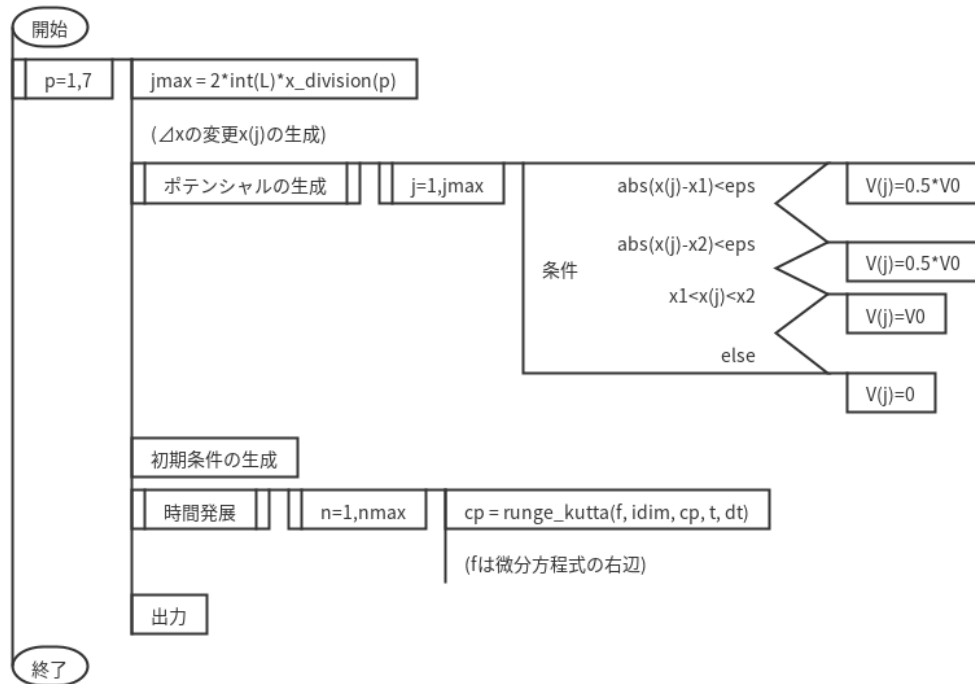 開始
p=1,7
jmax = 2*int(L)*x_division(p)
(⊿xの変更x(j)の生成)
ポテンシャルの生成
j=1,jmax
条件
abs(x(j)-x1)<eps
V(j)=0.5*V0
abs(x(j)-x2)<eps
V(j)=0.5*V0
x1<x(j)<x2
V(j)=V0
else
V(j)=0
初期条件の生成
時間発展
n=1,nmax
cp = runge_kutta(f, idim, cp, t, dt)
(fは微分方程式の右辺)
出力
終了